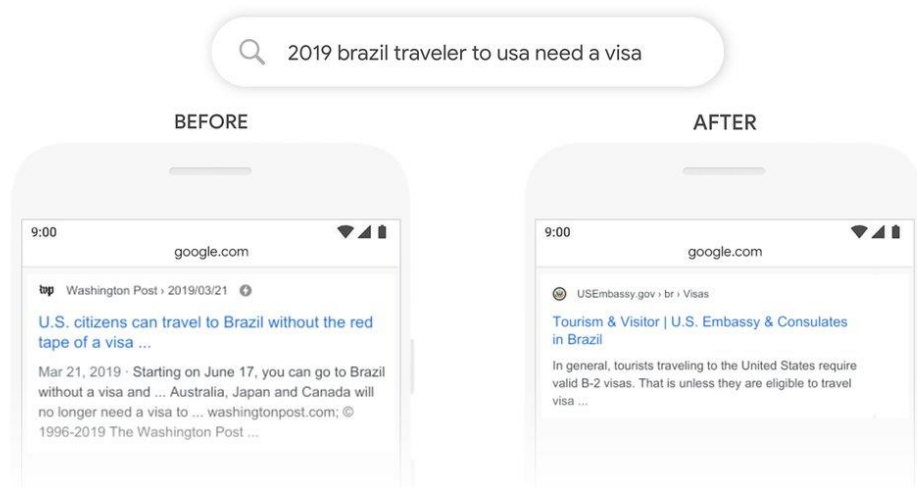 2019 brazil traveler to usa need a visa
BEFORE
9:00
google.com
wp Washington Post › 2019/03/21
U.S. citizens can travel to Brazil without the red
tape of a visa ...
Mar 21, 2019 · Starting on June 17, you can go to Brazil
without a visa and ... Australia, Japan and Canada will
no longer need a visa to ... washingtonpost.com; ©
1996-2019 The Washington Post ...
AFTER
9:00
google.com
USEmbassy.gov › br › Visas
Tourism & Visitor | U.S. Embassy & Consulates
in Brazil
In general, tourists traveling to the United States require
valid B-2 visas. That is unless they are eligible to travel
visa ...